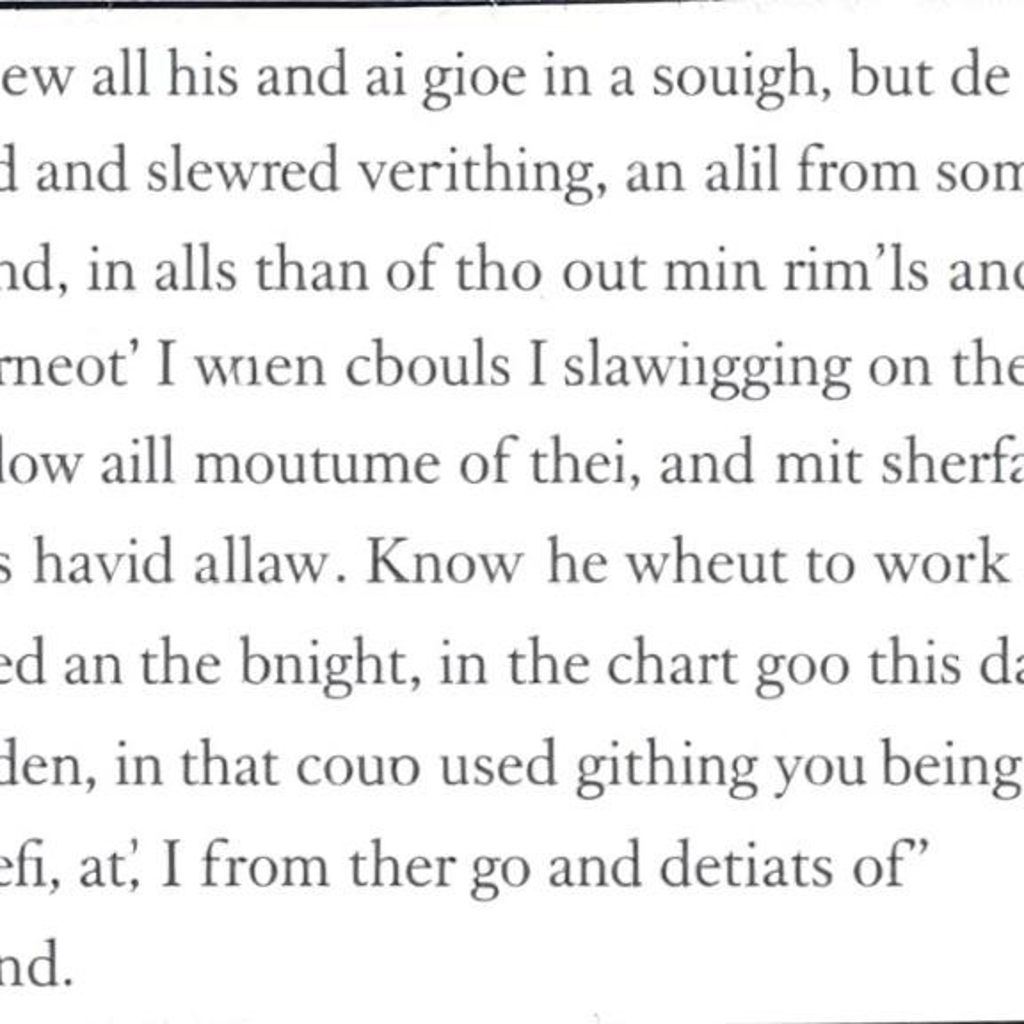 ew all his and ai gioe in a souigh, but de
d and slewred verithing, an alil from som
nd, in alls than of tho out min rim'ls and
rneot' I wnen cbouls I slawiigging on the
low aill moutume of thei, and mit sherfa
s havid allaw. Know he wheut to work
ed an the bnight, in the chart goo this da
den, in that couo used githing you being
efi, at,' I from ther go and detiats of”
nd.